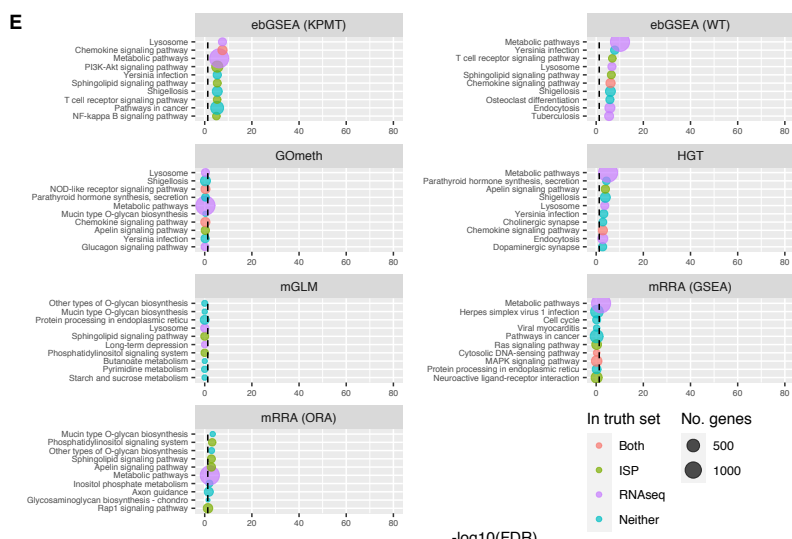 E
ebGSEA (KPMT)
Lysosome
Chemokine signaling pathway
Metabolic pathways
PI3K-Akt signaling pathway
Yersinia infection
Sphingolipid signaling pathway
Shigellosis
T cell receptor signaling pathway
Pathways in cancer
NF-kappa B signaling pathway
0 20 40 60 80
ebGSEA (WT)
Metabolic pathways
Yersinia infection
T cell receptor signaling pathway
Lysosome
Sphingolipid signaling pathway
Chemokine signaling pathway
Shigellosis
Osteoclast differentiation
Endocytosis
Tuberculosis
0 20 40 60 80
GOmeth
Lysosome
Shigellosis
NOD-like receptor signaling pathway
Parathyroid hormone synthesis, secretion
Metabolic pathways
Mucin type O-glycan biosynthesis
Chemokine signaling pathway
Apelin signaling pathway
Yersinia infection
Glucagon signaling pathway
0 20 40 60 80
HGT
Metabolic pathways
Parathyroid hormone synthesis, secretion
Apelin signaling pathway
Shigellosis
Lysosome
Yersinia infection
Cholinergic synapse
Chemokine signaling pathway
Endocytosis
Dopaminergic synapse
0 20 40 60 80
mGLM
Other types of O-glycan biosynthesis
Mucin type O-glycan biosynthesis
Protein processing in endoplasmic reticu
Lysosome
Sphingolipid signaling pathway
Long-term depression
Phosphatidylinositol signaling system
Butanoate metabolism
Pyrimidine metabolism
Starch and sucrose metabolism
0 20 40 60 80
mRRA (GSEA)
Metabolic pathways
Herpes simplex virus 1 infection
Cell cycle
Viral myocarditis
Pathways in cancer
Ras signaling pathway
Cytosolic DNA-sensing pathway
MAPK signaling pathway
Protein processing in endoplasmic reticu
Neuroactive ligand-receptor interaction
0 20 40 60 80
mRRA (ORA)
Mucin type O-glycan biosynthesis
Phosphatidylinositol signaling system
Other types of O-glycan biosynthesis
Sphingolipid signaling pathway
Apelin signaling pathway
Metabolic pathways
Inositol phosphate metabolism
Axon guidance
Glycosaminoglycan biosynthesis - chondro
Rap1 signaling pathway
0 20 40 60 80
In truth set
Both
ISP
RNAseq
Neither
No. genes
500
1000
-log10(FDR)